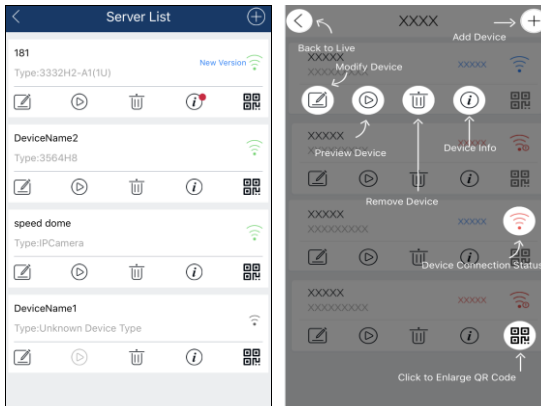 Server List
181
New Version
Type:3332H2-A1(1U)
DeviceName2
Type:3564H8
speed dome
Type:IPCamera
DeviceName1
Type:Unknown Device Type
XXXX
Add Device
Back to Live
XXXXX
Modify Device
XXXXX
Preview Device
Device Info
XXXXX
Remove Device
XXXXX
XXXXXXXXX
XXXXX
Device Connection Status
XXXXX
XXXXXXXXX
XXXXX
Click to Enlarge QR Code